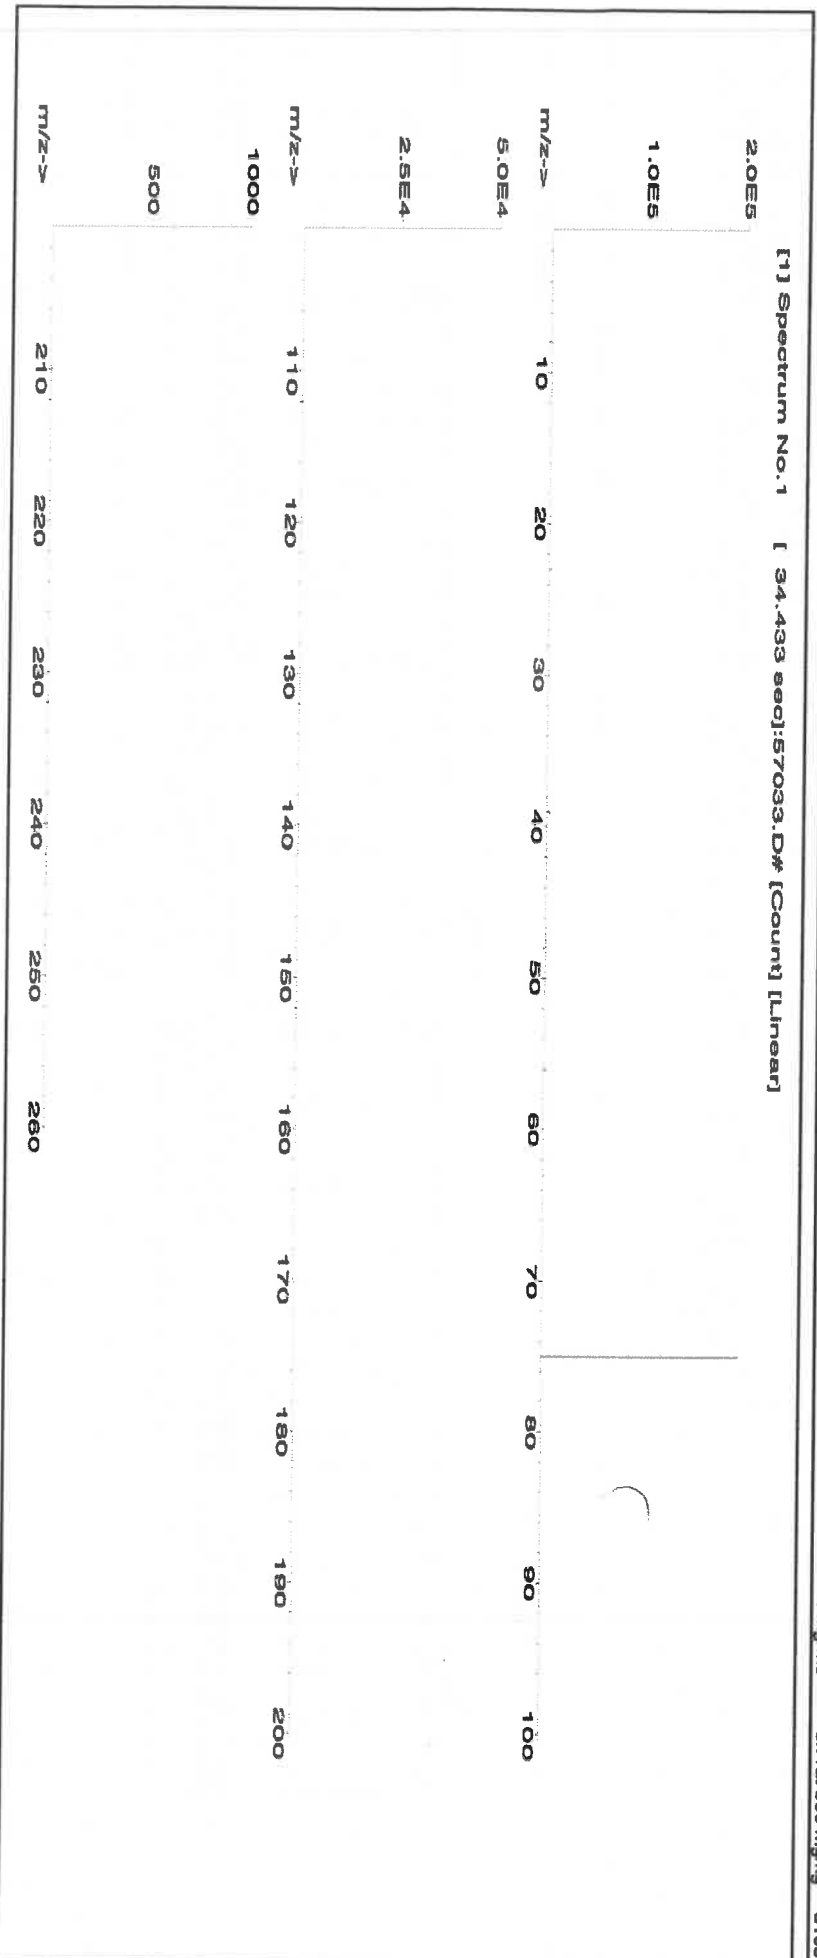 [1] Spectrum No.1 [ 34.433 sec]:57033.D# [Count] [Linear]
2.0E5
1.0E5
m/z-> 10 20 30 40 50 60 70 80 90 100
5.0E4
2.5E4
m/z-> 110 120 130 140 150 160 170 180 190 200
1000
500
m/z-> 210 220 230 240 250 260